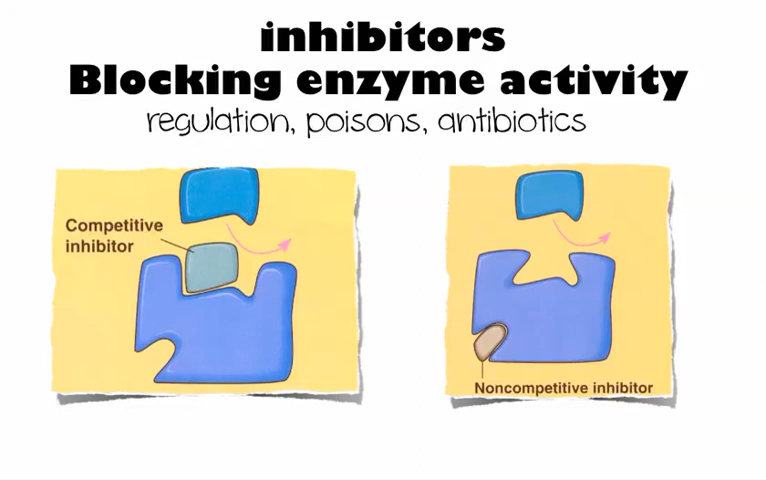 inhibitors
Blocking enzyme activity
regulation, poisons, antibiotics
Competitive
inhibitor
Noncompetitive inhibitor